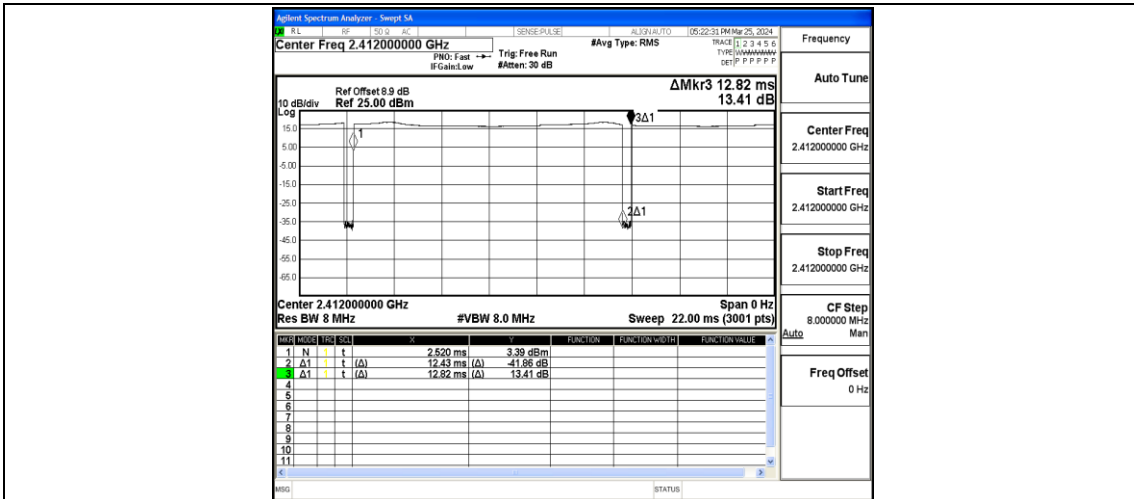 Agilent Spectrum Analyzer - Swept SA
RL RF 50 Ω AC SENSE:PULSE ALIGN AUTO 05:22:31 PM Mar 25, 2024
Center Freq 2.412000000 GHz
PNO: Fast
IFGain:Low
Trig: Free Run
#Atten: 30 dB
#Avg Type: RMS
TRACE 1 2 3 4 5 6
TYPE
DET P P P P P P
Ref Offset 8.9 dB
Ref 25.00 dBm
10 dB/div
Log
ΔMkr3 12.82 ms
13.41 dB
15.0
5.00
-5.00
-15.0
-25.0
-35.0
-45.0
-55.0
-65.0
1
3Δ1
2Δ1
Center 2.412000000 GHz Span 0 Hz
Res BW 8 MHz #VBW 8.0 MHz Sweep 22.00 ms (3001 pts)
MKR MODE TRC SCL X Y FUNCTION FUNCTION WIDTH FUNCTION VALUE
1 N 1 t 2.520 ms 3.39 dBm
2 Δ1 1 t (Δ) 12.43 ms (Δ) -41.86 dB
3 Δ1 1 t (Δ) 12.82 ms (Δ) 13.41 dB
4
5
6
7
8
9
10
11
MSG STATUS
Frequency
Auto Tune
Center Freq
2.412000000 GHz
Start Freq
2.412000000 GHz
Stop Freq
2.412000000 GHz
CF Step
8.000000 MHz
Auto Man
Freq Offset
0 Hz